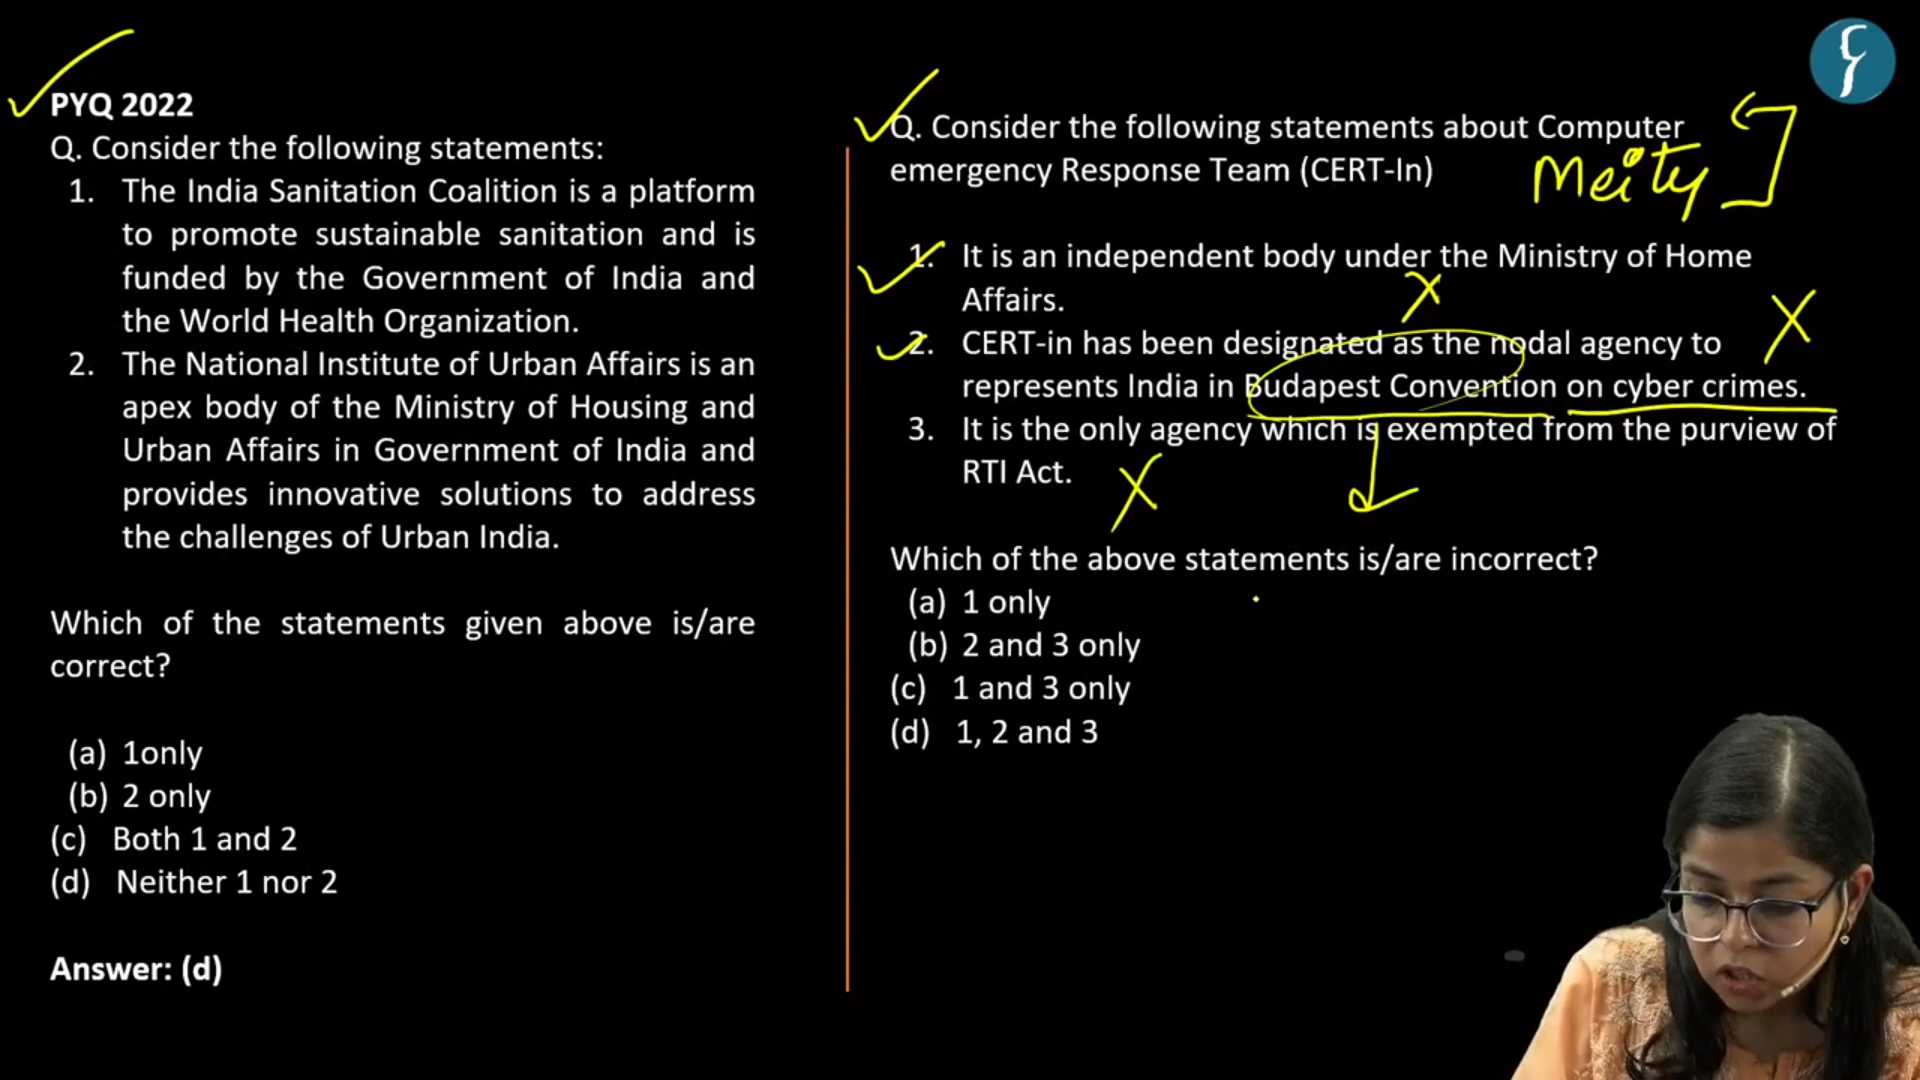 PYQ 2022
Q. Consider the following statements:
1. The India Sanitation Coalition is a platform
to promote sustainable sanitation and is
funded by the Government of India and
the World Health Organization.
2. The National Institute of Urban Affairs is an
apex body of the Ministry of Housing and
Urban Affairs in Government of India and
provides innovative solutions to address
the challenges of Urban India.
Which of the statements given above is/are
correct?
(a) 1only
(b) 2 only
(c) Both 1 and 2
(d) Neither 1 nor 2
Answer: (d)
Q. Consider the following statements about Computer
emergency Response Team (CERT-In)
Meity
1. It is an independent body under the Ministry of Home
Affairs.
2. CERT-in has been designated as the nodal agency to
represents India in Budapest Convention on cyber crimes.
3. It is the only agency which is exempted from the purview of
RTI Act.
Which of the above statements is/are incorrect?
(a) 1 only
(b) 2 and 3 only
(c) 1 and 3 only
(d) 1, 2 and 3